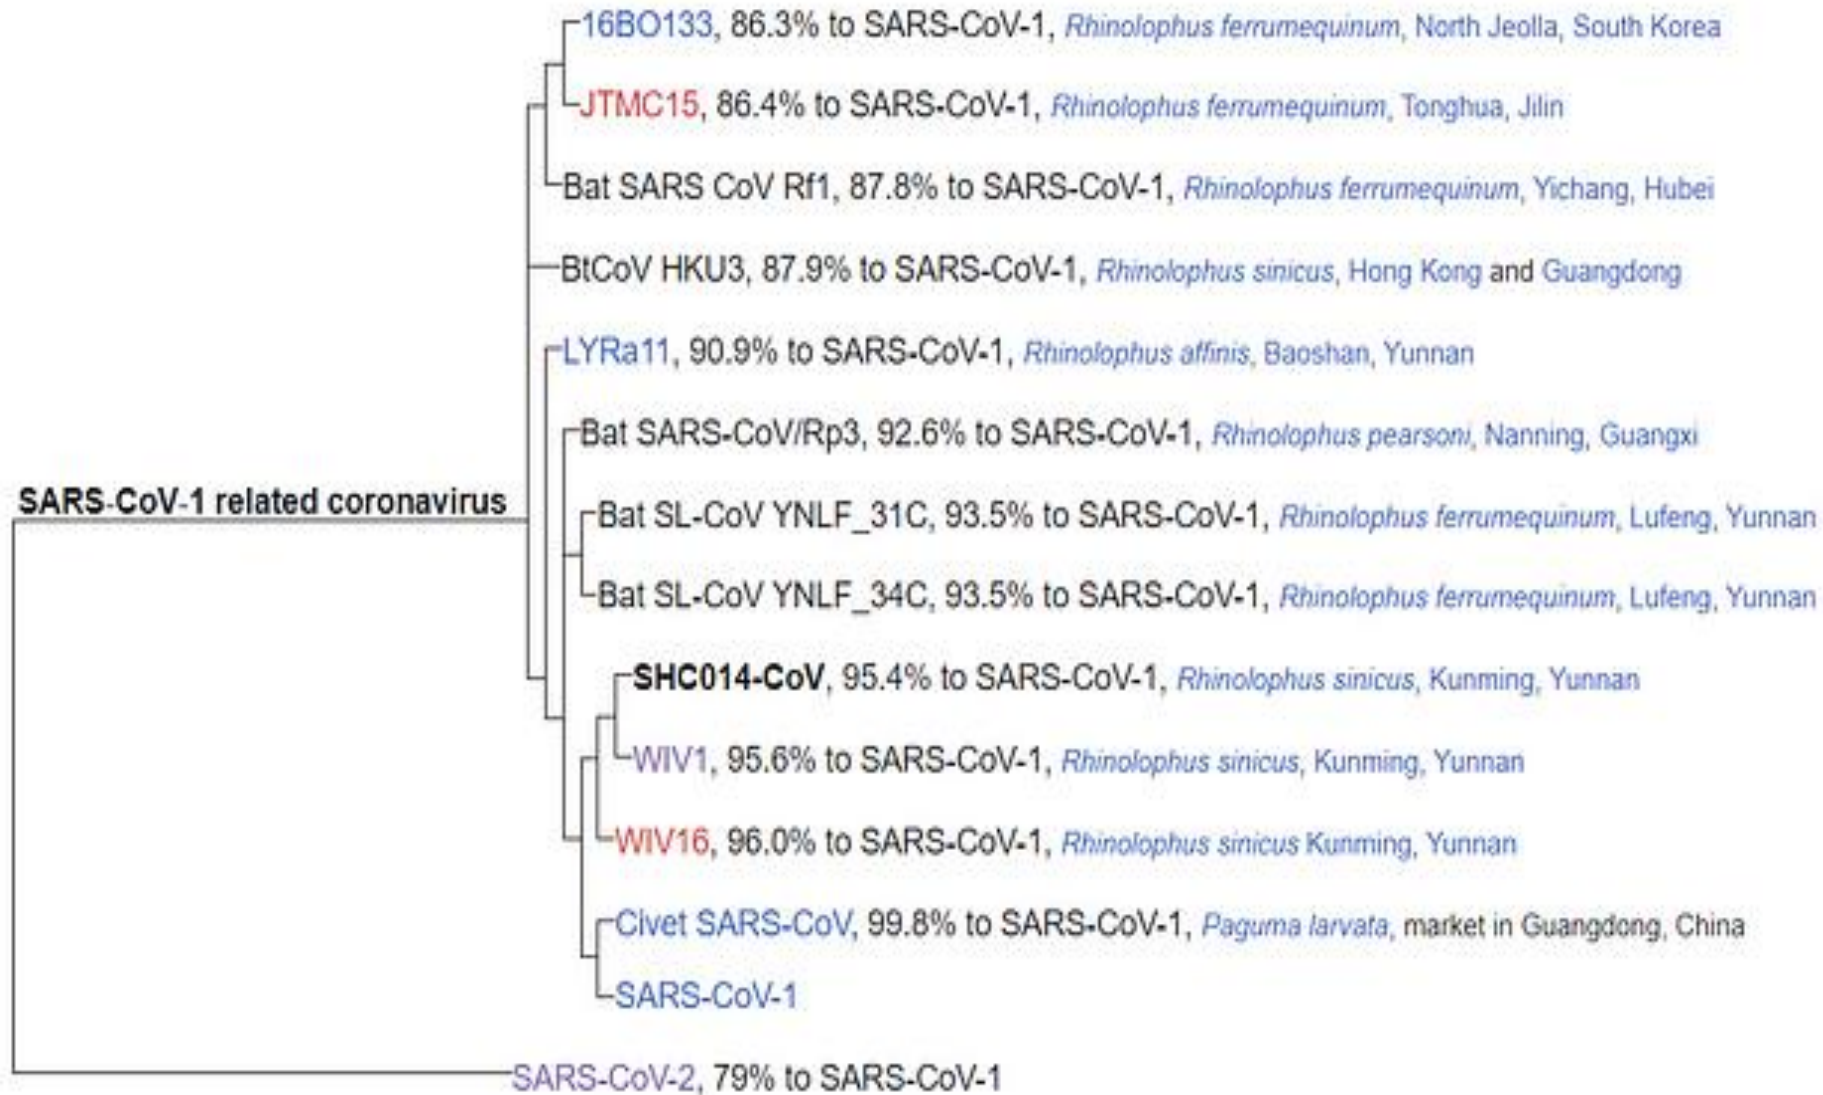 16BO133, 86.3% to SARS-CoV-1, Rhinolophus ferrumequinum, North Jeolla, South Korea
JTMC15, 86.4% to SARS-CoV-1, Rhinolophus ferrumequinum, Tonghua, Jilin
Bat SARS CoV Rf1, 87.8% to SARS-CoV-1, Rhinolophus ferrumequinum, Yichang, Hubei
BtCoV HKU3, 87.9% to SARS-CoV-1, Rhinolophus sinicus, Hong Kong and Guangdong
LYRa11, 90.9% to SARS-CoV-1, Rhinolophus affinis, Baoshan, Yunnan
Bat SARS-CoV/Rp3, 92.6% to SARS-CoV-1, Rhinolophus pearsoni, Nanning, Guangxi
SARS-CoV-1 related coronavirus
Bat SL-CoV YNLF_31C, 93.5% to SARS-CoV-1, Rhinolophus ferrumequinum, Lufeng, Yunnan
Bat SL-CoV YNLF_34C, 93.5% to SARS-CoV-1, Rhinolophus ferrumequinum, Lufeng, Yunnan
SHC014-CoV, 95.4% to SARS-CoV-1, Rhinolophus sinicus, Kunming, Yunnan
WIV1, 95.6% to SARS-CoV-1, Rhinolophus sinicus, Kunming, Yunnan
WIV16, 96.0% to SARS-CoV-1, Rhinolophus sinicus Kunming, Yunnan
Civet SARS-CoV, 99.8% to SARS-CoV-1, Paguma larvata, market in Guangdong, China
SARS-CoV-1
SARS-CoV-2, 79% to SARS-CoV-1